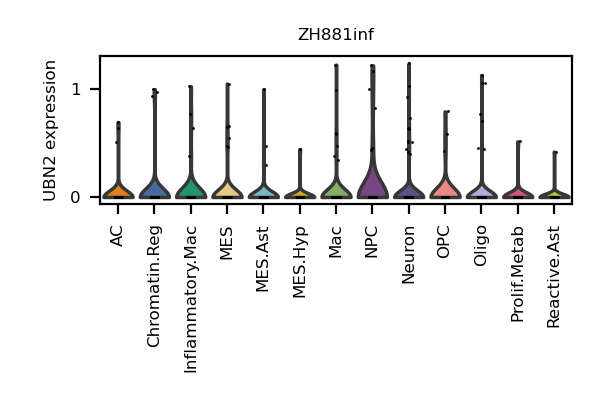 ZH881inf
UBN2 expression
1
0
AC
Chromatin.Reg
Inflammatory.Mac
MES
MES.Ast
MES.Hyp
Mac
NPC
Neuron
OPC
Oligo
Prolif.Metab
Reactive.Ast